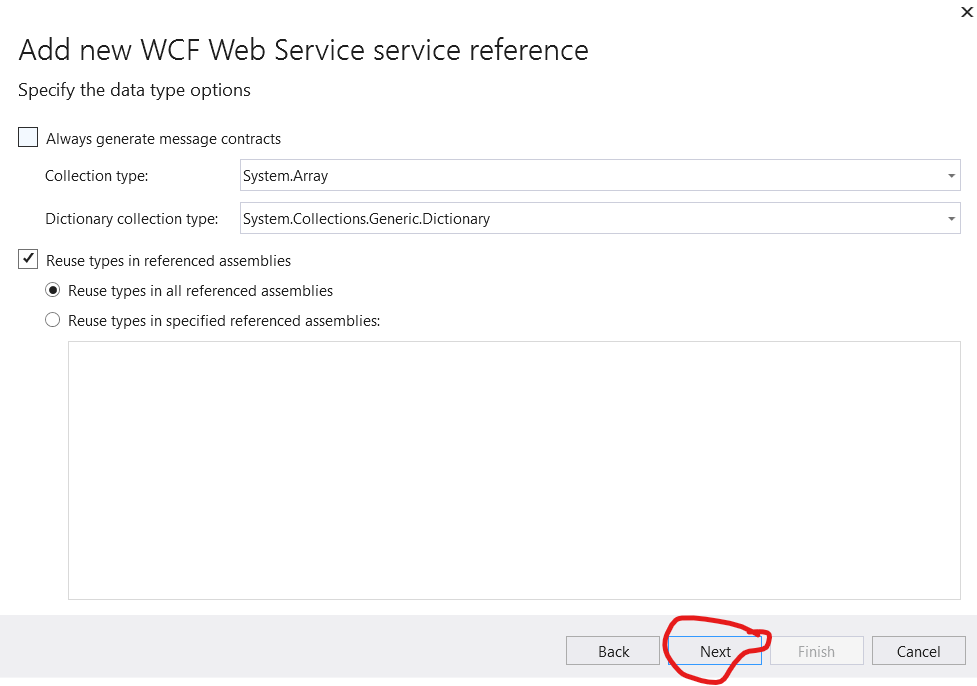 Add new WCF Web Service service reference
Specify the data type options
Always generate message contracts
Collection type: System.Array
Dictionary collection type: System.Collections.Generic.Dictionary
Reuse types in referenced assemblies
Reuse types in all referenced assemblies
Reuse types in specified referenced assemblies:
Back Next Finish Cancel